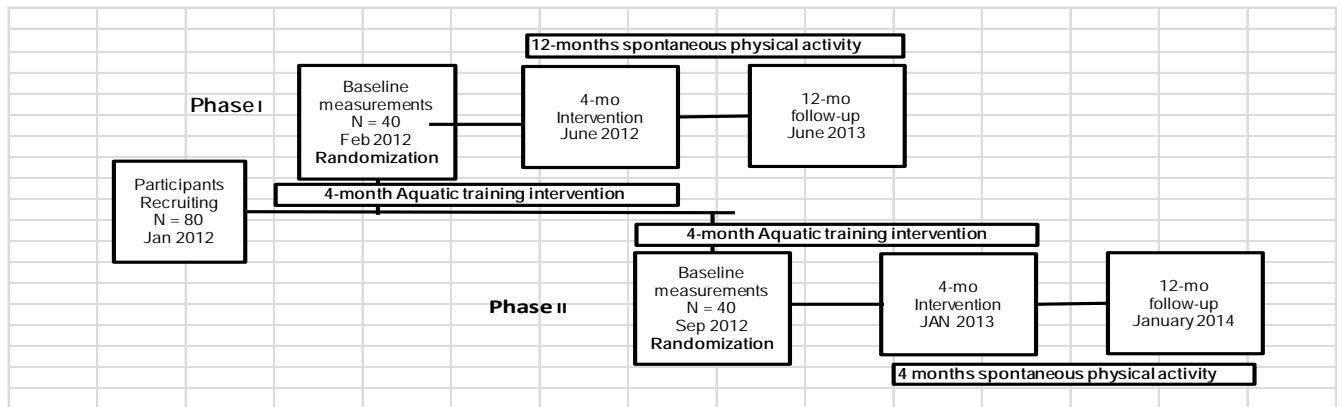 12-months spontaneous physical activity
Phase I
Baseline
measurements
N = 40
Feb 2012
Randomization
4-mo
Intervention
June 2012
12-mo
follow-up
June 2013
Participants
Recruiting
N = 80
Jan 2012
4-month Aquatic training intervention
4-month Aquatic training intervention
Phase II
Baseline
measurements
N = 40
Sep 2012
Randomization
4-mo
Intervention
JAN 2013
12-mo
follow-up
January 2014
4 months spontaneous physical activity